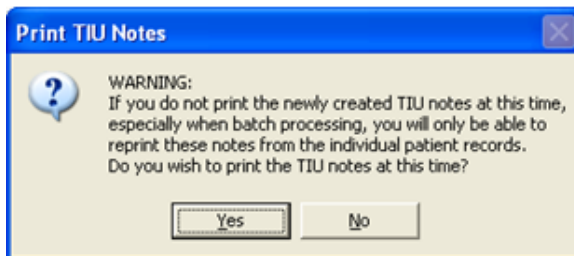 Print TIU Notes
WARNING:
If you do not print the newly created TIU notes at this time,
especially when batch processing, you will only be able to
reprint these notes from the individual patient records.
Do you wish to print the TIU notes at this time?
Yes No